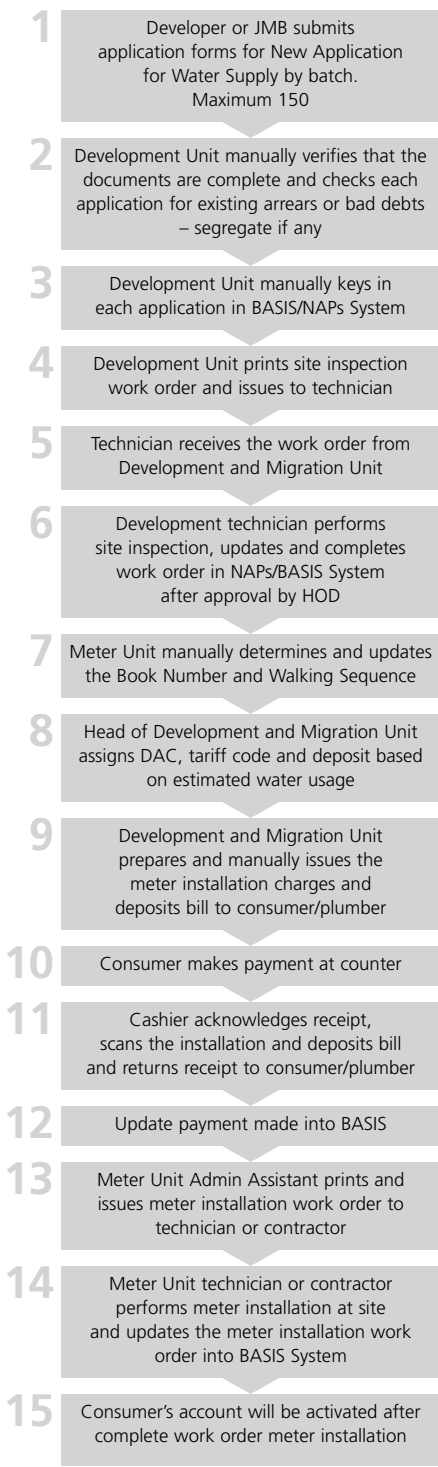 1
Developer or JMB submits
application forms for New Application
for Water Supply by batch.
Maximum 150
2
Development Unit manually verifies that the
documents are complete and checks each
application for existing arrears or bad debts
– segregate if any
3
Development Unit manually keys in
each application in BASIS/NAPs System
4
Development Unit prints site inspection
work order and issues to technician
5
Technician receives the work order from
Development and Migration Unit
6
Development technician performs
site inspection, updates and completes
work order in NAPs/BASIS System
after approval by HOD
7
Meter Unit manually determines and updates
the Book Number and Walking Sequence
8
Head of Development and Migration Unit
assigns DAC, tariff code and deposit based
on estimated water usage
9
Development and Migration Unit
prepares and manually issues the
meter installation charges and
deposits bill to consumer/plumber
10
Consumer makes payment at counter
11
Cashier acknowledges receipt,
scans the installation and deposits bill
and returns receipt to consumer/plumber
12
Update payment made into BASIS
13
Meter Unit Admin Assistant prints and
issues meter installation work order to
technician or contractor
14
Meter Unit technician or contractor
performs meter installation at site
and updates the meter installation work
order into BASIS System
15
Consumer's account will be activated after
complete work order meter installation